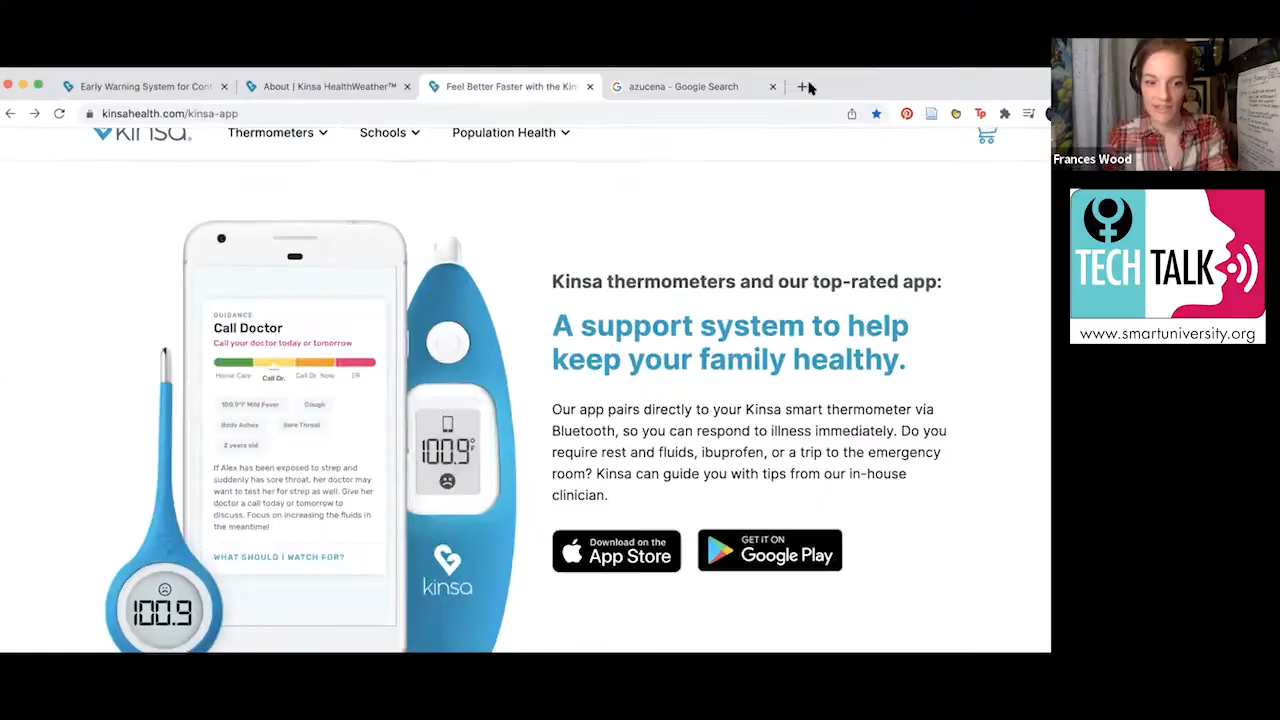 Early Warning System for Cont
About | Kinsa HealthWeather™
Feel Better Faster with the Kin
azucena - Google Search
kinsahealth.com/kinsa-app
kinsa.
Thermometers
Schools
Population Health
GUIDANCE
Call Doctor
Call your doctor today or tomorrow
Home Care
Call Dr.
Call Dr. Now
ER
100.9°F Mild Fever
Cough
Body Aches
Sore Throat
2 years old
If Alex has been exposed to strep and
suddenly has sore throat, her doctor may
want to test her for strep as well. Give her
doctor a call today or tomorrow to
discuss. Focus on increasing the fluids in
the meantime!
WHAT SHOULD I WATCH FOR?
100.9
100.9°F
kinsa
Kinsa thermometers and our top-rated app:
A support system to help
keep your family healthy.
Our app pairs directly to your Kinsa smart thermometer via
Bluetooth, so you can respond to illness immediately. Do you
require rest and fluids, ibuprofen, or a trip to the emergency
room? Kinsa can guide you with tips from our in-house
clinician.
Download on the
App Store
GET IT ON
Google Play
Frances Wood
TECH TALK
www.smartuniversity.org